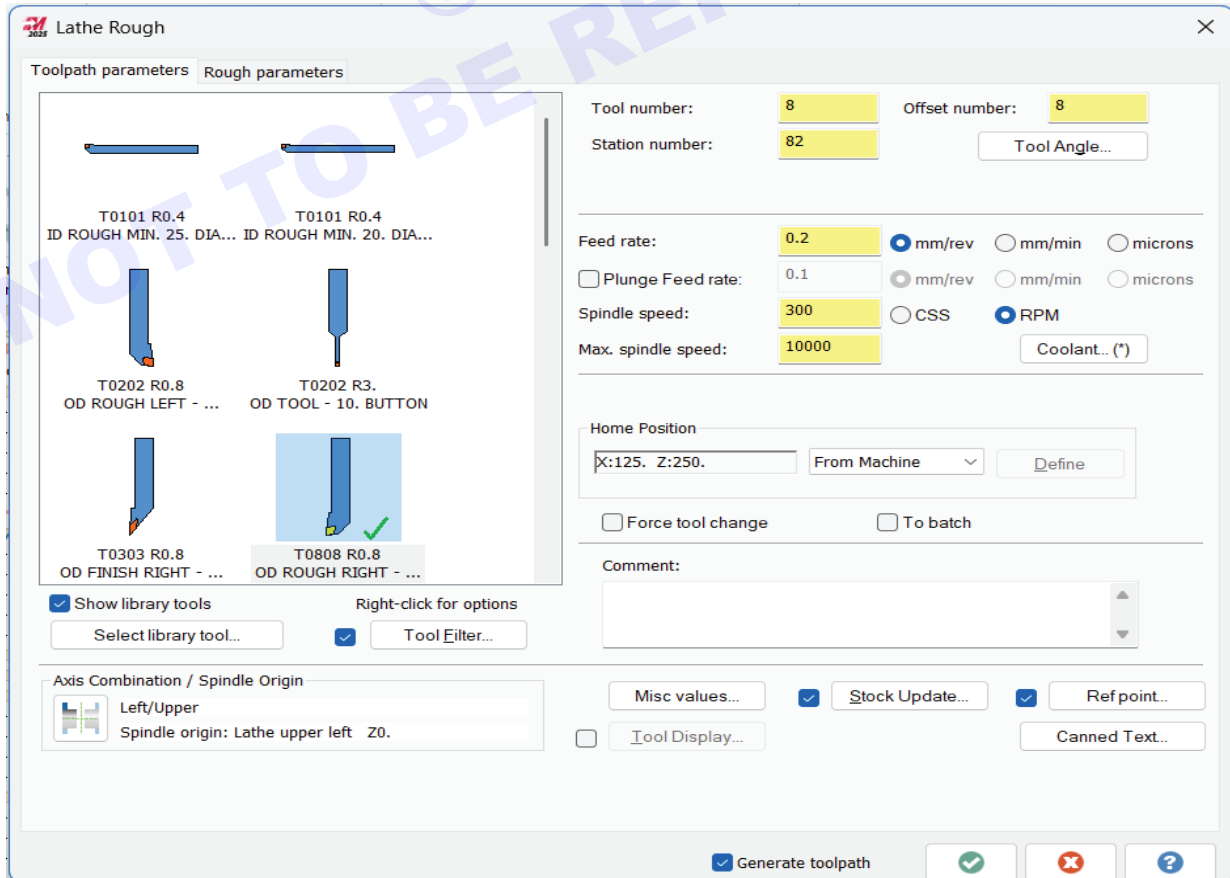 2025 Lathe Rough
Toolpath parameters Rough parameters
T0101 R0.4 T0101 R0.4
ID ROUGH MIN. 25. DIA... ID ROUGH MIN. 20. DIA...
T0202 R0.8 T0202 R3.
OD ROUGH LEFT - ... OD TOOL - 10. BUTTON
T0303 R0.8 T0808 R0.8
OD FINISH RIGHT - ... OD ROUGH RIGHT - ...
Show library tools Right-click for options
Select library tool... Tool Filter...
Tool number: 8 Offset number: 8
Station number: 82 Tool Angle...
Feed rate: 0.2 mm/rev mm/min microns
Plunge Feed rate: 0.1 mm/rev mm/min microns
Spindle speed: 300 CSS RPM
Max. spindle speed: 10000 Coolant... (*)
Home Position
X:125. Z:250. From Machine Define
Force tool change To batch
Comment:
Axis Combination / Spindle Origin
Left/Upper
Spindle origin: Lathe upper left Z0.
Misc values... Stock Update... Ref point...
Tool Display... Canned Text...
Generate toolpath
NOT TO BE